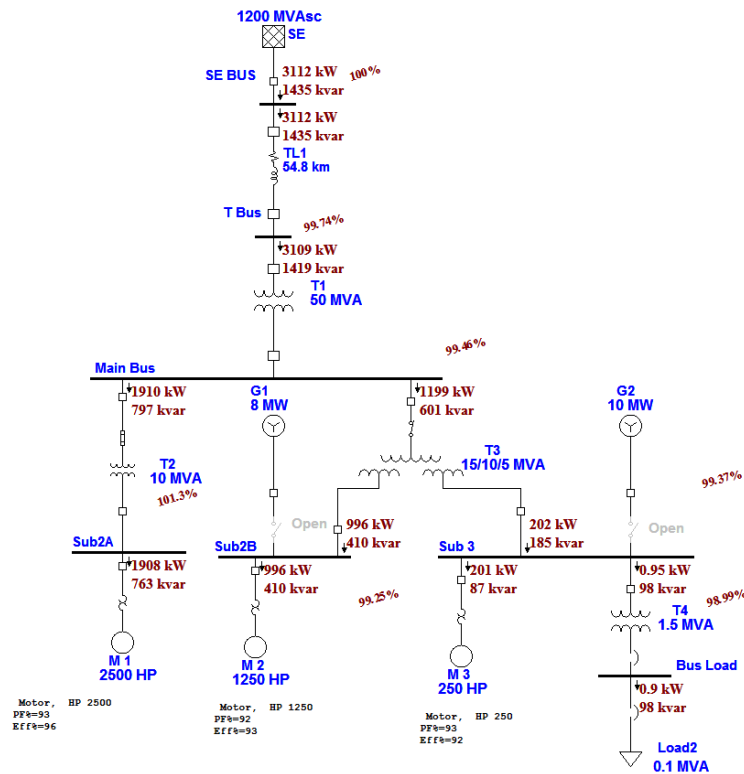 1200 MVAsc
SE
SE BUS
3112 kW
1435 kvar
100%
3112 kW
1435 kvar
TL1
54.8 km
T Bus
99.74%
3109 kW
1419 kvar
T1
50 MVA
99.46%
Main Bus
1910 kW
797 kvar
G1
8 MW
1199 kW
601 kvar
G2
10 MW
T2
10 MVA
T3
15/10/5 MVA
101.3%
99.37%
Open
Open
996 kW
410 kvar
202 kW
185 kvar
Sub2A
Sub2B
Sub 3
1908 kW
763 kvar
996 kW
410 kvar
99.25%
201 kW
87 kvar
0.95 kW
98 kvar
98.99%
T4
1.5 MVA
M 1
2500 HP
M 2
1250 HP
M 3
250 HP
Bus Load
0.9 kW
98 kvar
Motor, HP 2500
PF%=93
Eff%=96
Motor, HP 1250
PF%=92
Eff%=93
Motor, HP 250
PF%=93
Eff%=92
Load2
0.1 MVA